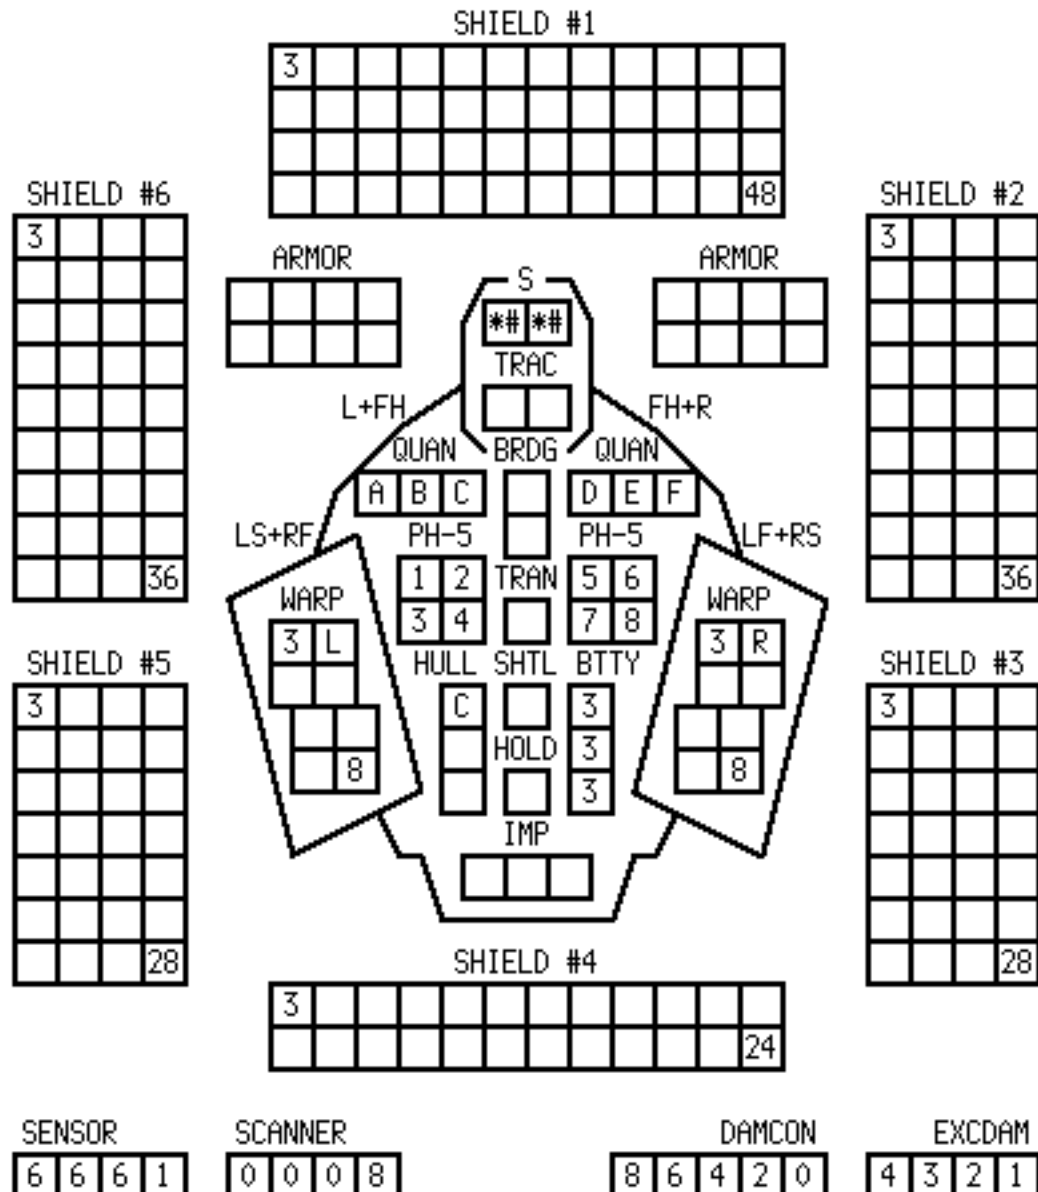 SHIELD #1
3
48
SHIELD #6 SHIELD #2
3 3
ARMOR S ARMOR
*# *#
TRAC
L+FH FH+R
QUAN BRDG QUAN
A B C D E F
LS+RF PH-5 PH-5 LF+RS
1 2 TRAN 5 6
36 36
WARP WARP
3 4 7 8
3 L 3 R
SHIELD #5 HULL SHTL BTTY SHIELD #3
3 C 3 3
HOLD 3
8 3 8
IMP
28 SHIELD #4 28
3
24
SENSOR SCANNER DAMCON EXCDAM
6 6 6 1 0 0 0 8 8 6 4 2 0 4 3 2 1